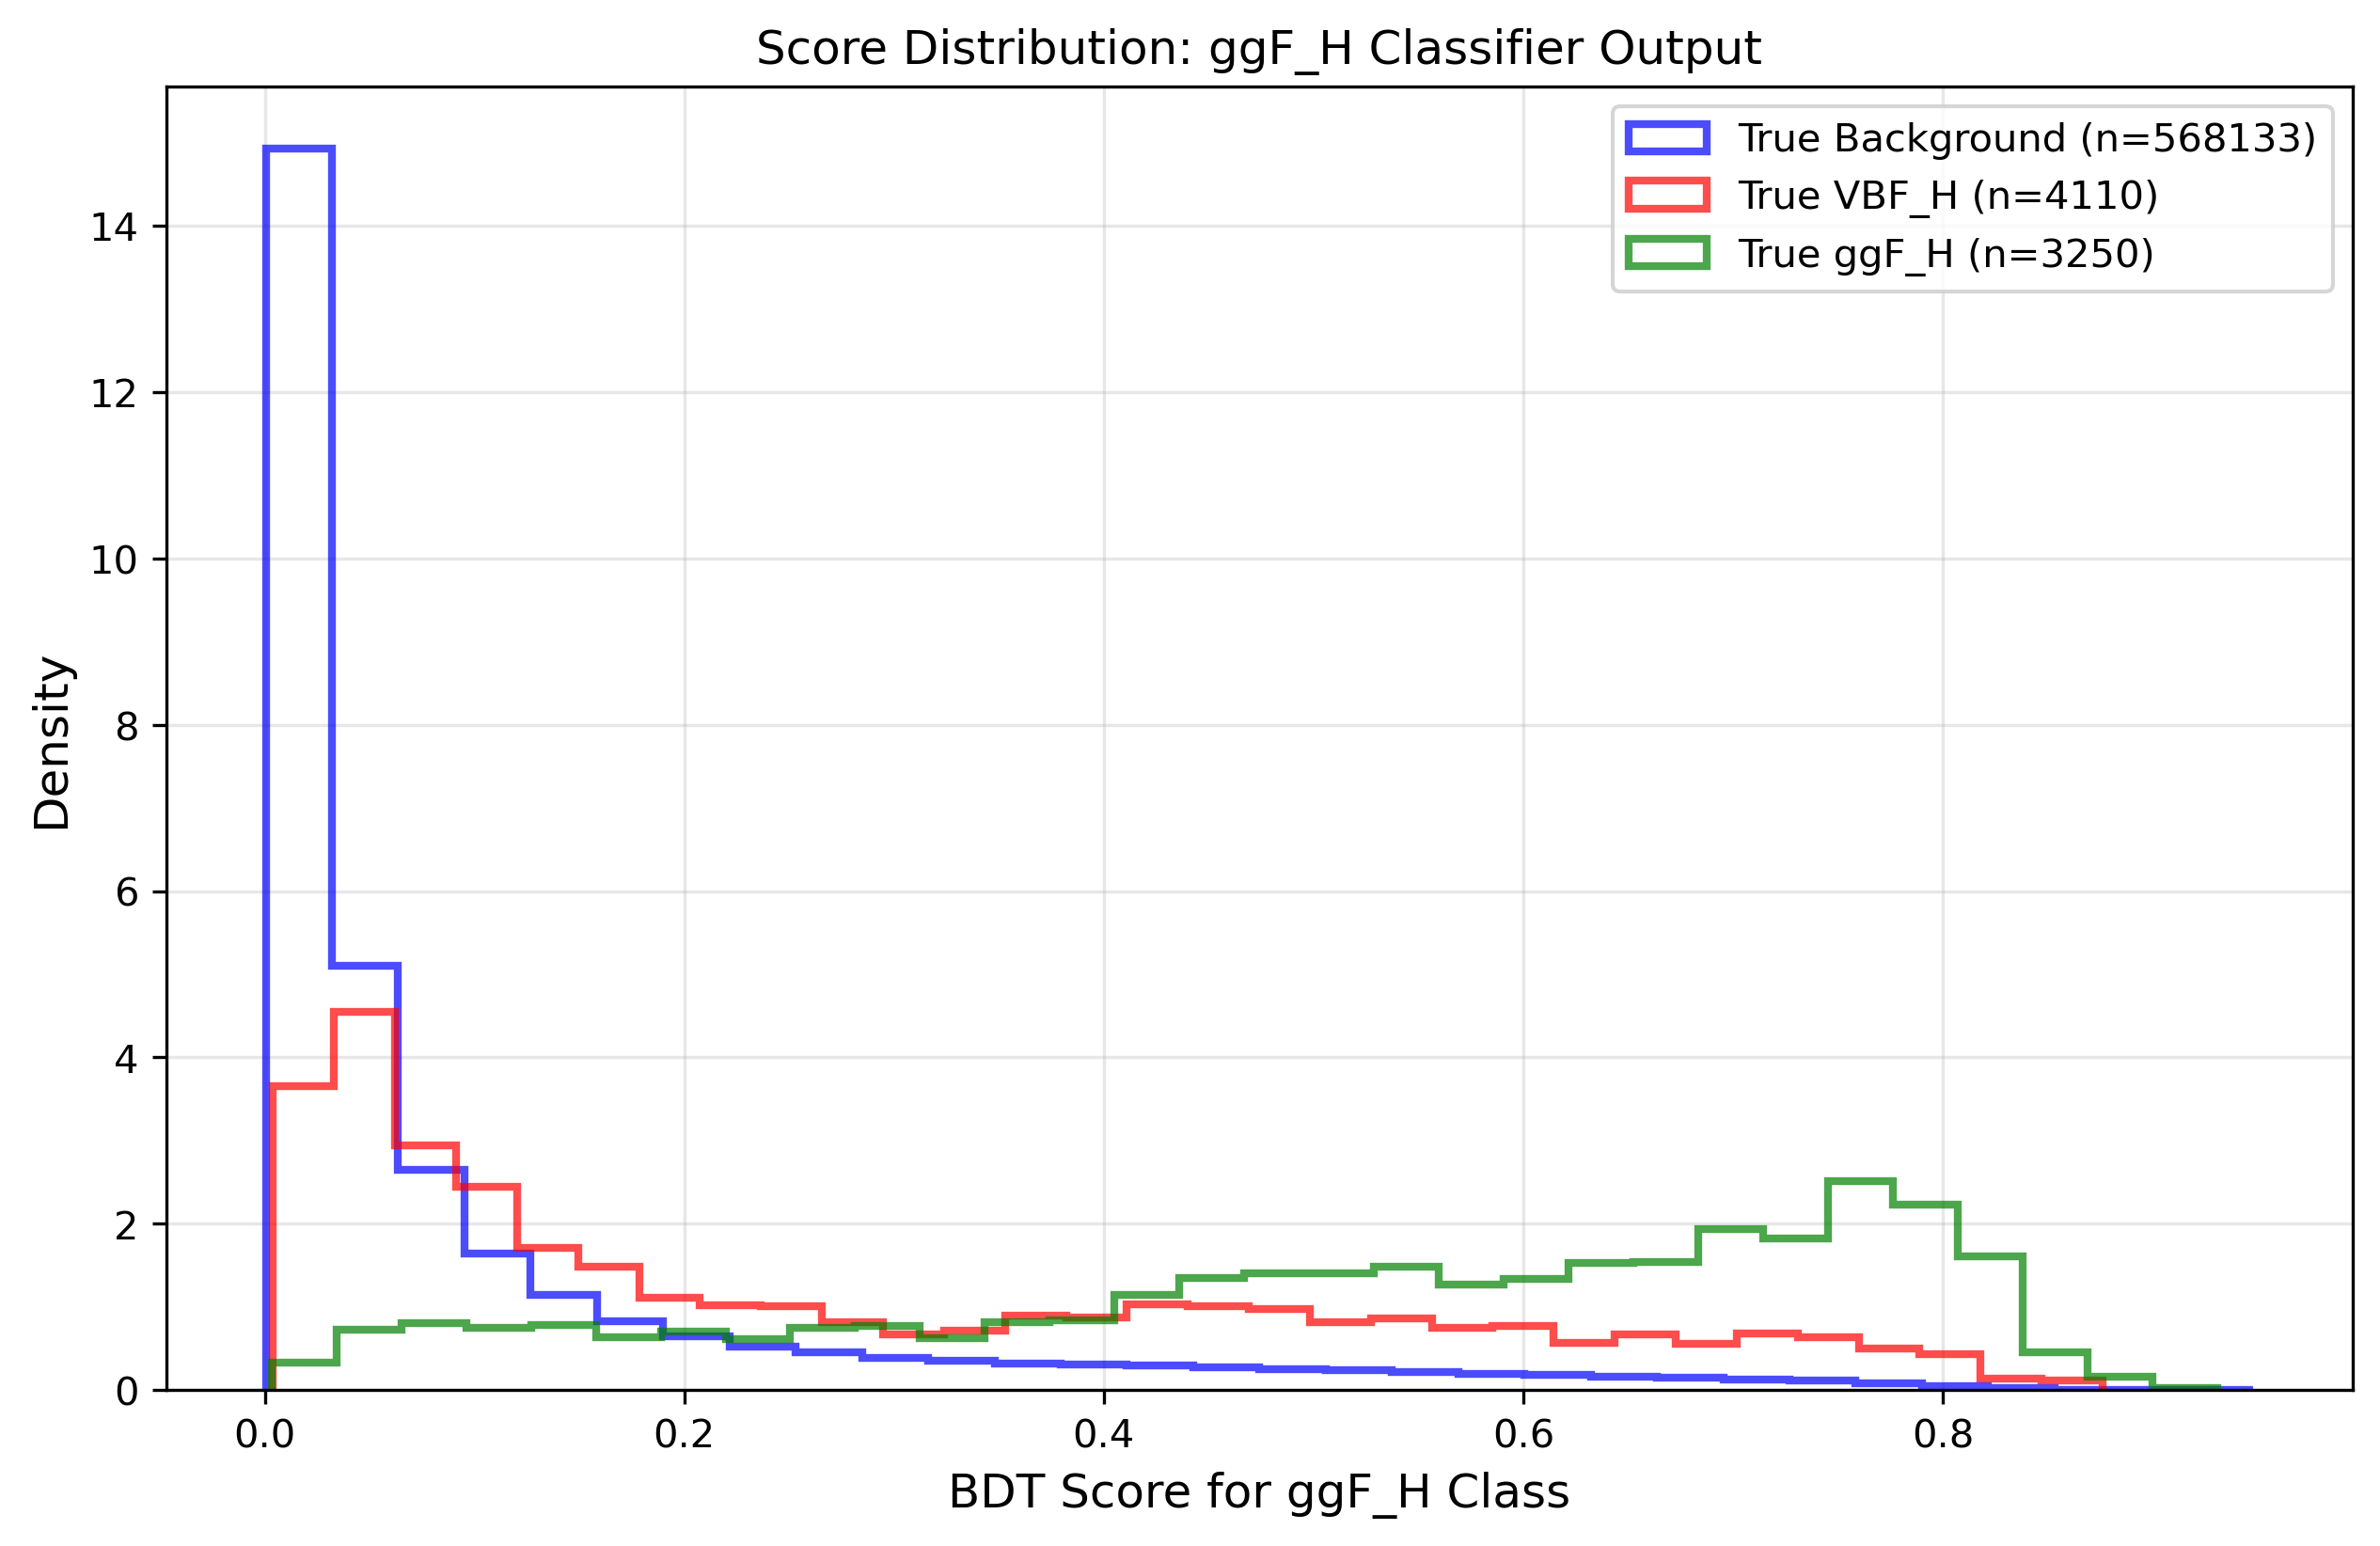 Score Distribution: ggF_H Classifier Output
True Background (n=568133)
True VBF_H (n=4110)
True ggF_H (n=3250)
Density
14
12
10
8
6
4
2
0
0.0 0.2 0.4 0.6 0.8
BDT Score for ggF_H Class